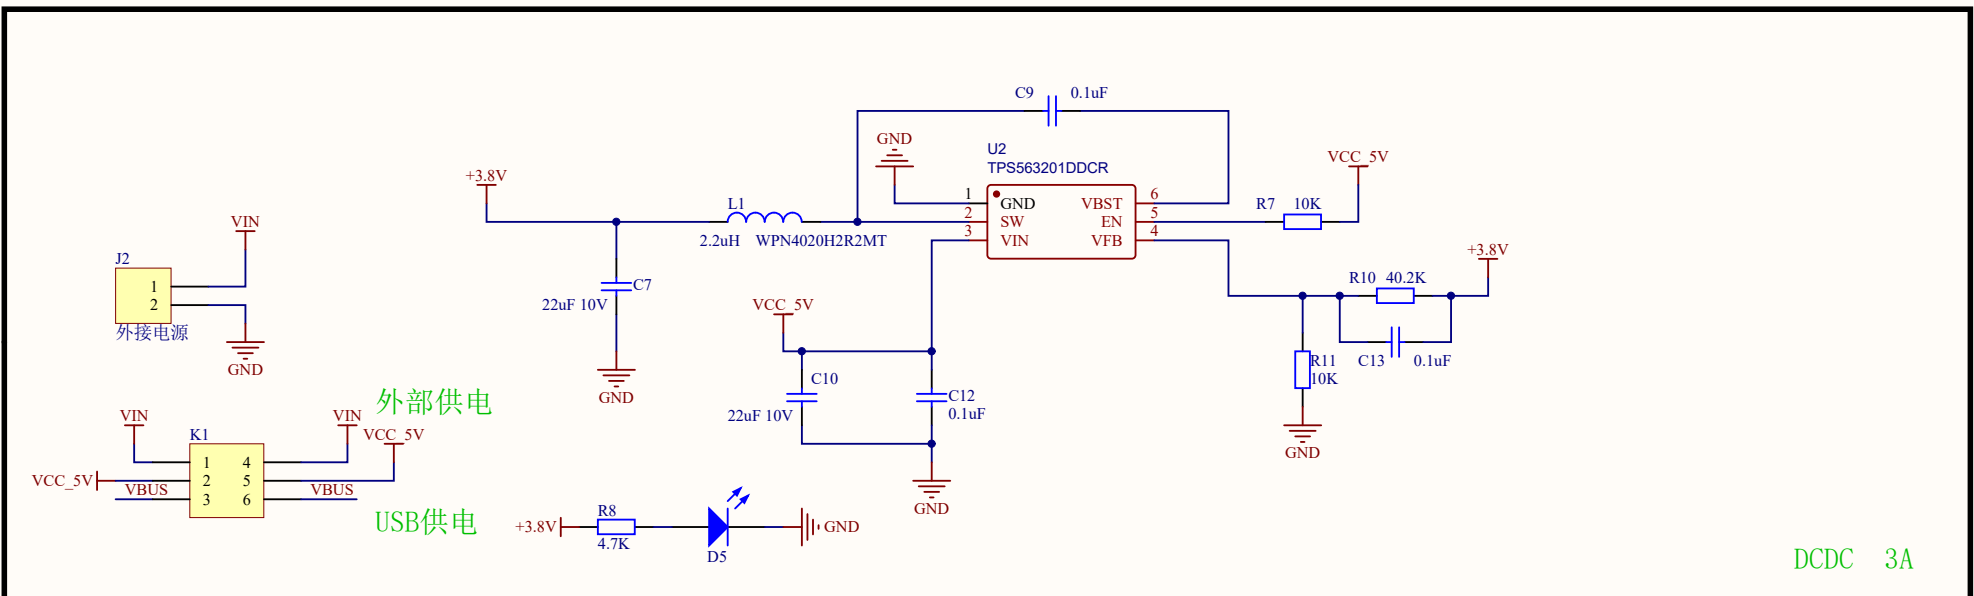 C9 0.1uF
GND
U2
TPS563201DDCR
VCC_5V
+3.8V
1 GND VBST 6
2 SW EN 5
3 VIN VFB 4
R7 10K
L1
2.2uH WPN4020H2R2MT
VIN
+3.8V
J2
1
2
外接电源
GND
C7
22uF 10V
GND
R10 40.2K
C13 0.1uF
R11
10K
GND
VCC_5V
C10
22uF 10V
C12
0.1uF
GND
外部供电
VIN
VIN
K1
VCC_5V
1 4
VCC_5V 2 5
VBUS 3 6 VBUS
USB供电
+3.8V
R8
4.7K
D5
GND
DCDC 3A